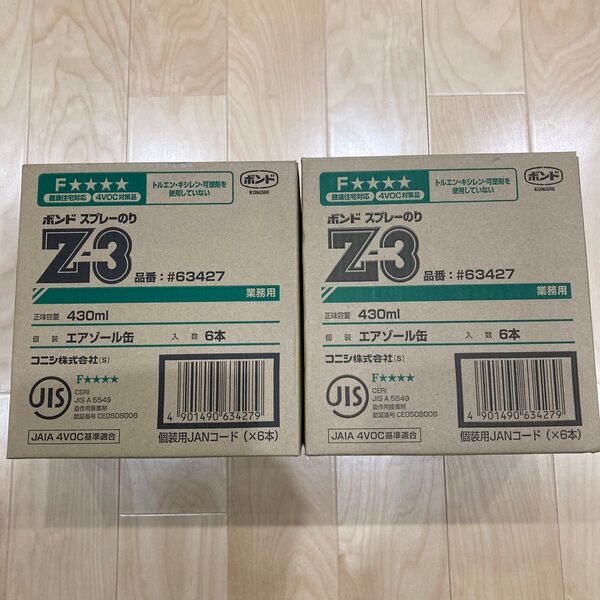 F★★★★
健康住宅対応 4VOC対策品
トルエン・キシレン・可塑剤を
使用していない
ボンド
KONISHI
ボンド スプレーのり
Z-3
品番：#63427
業務用
正味容量 430ml
個装 エアゾール缶 入数 6本
コニシ株式会社(S)
JIS
F★★★★
CERI
JIS A 5549
造作用接着剤
認証番号 CE0508006
4 901490 634279
JAIA 4VOC基準適合
個装用JANコード（×6本）
F★★★★
健康住宅対応 4VOC対策品
トルエン・キシレン・可塑剤を
使用していない
ボンド
KONISHI
ボンド スプレーのり
Z-3
品番：#63427
業務用
正味容量 430ml
個装 エアゾール缶 入数 6本
コニシ株式会社(S)
JIS
F★★★★
CERI
JIS A 5549
造作用接着剤
認証番号 CE0508006
4 901490 634279
JAIA 4VOC基準適合
個装用JANコード（×6本）